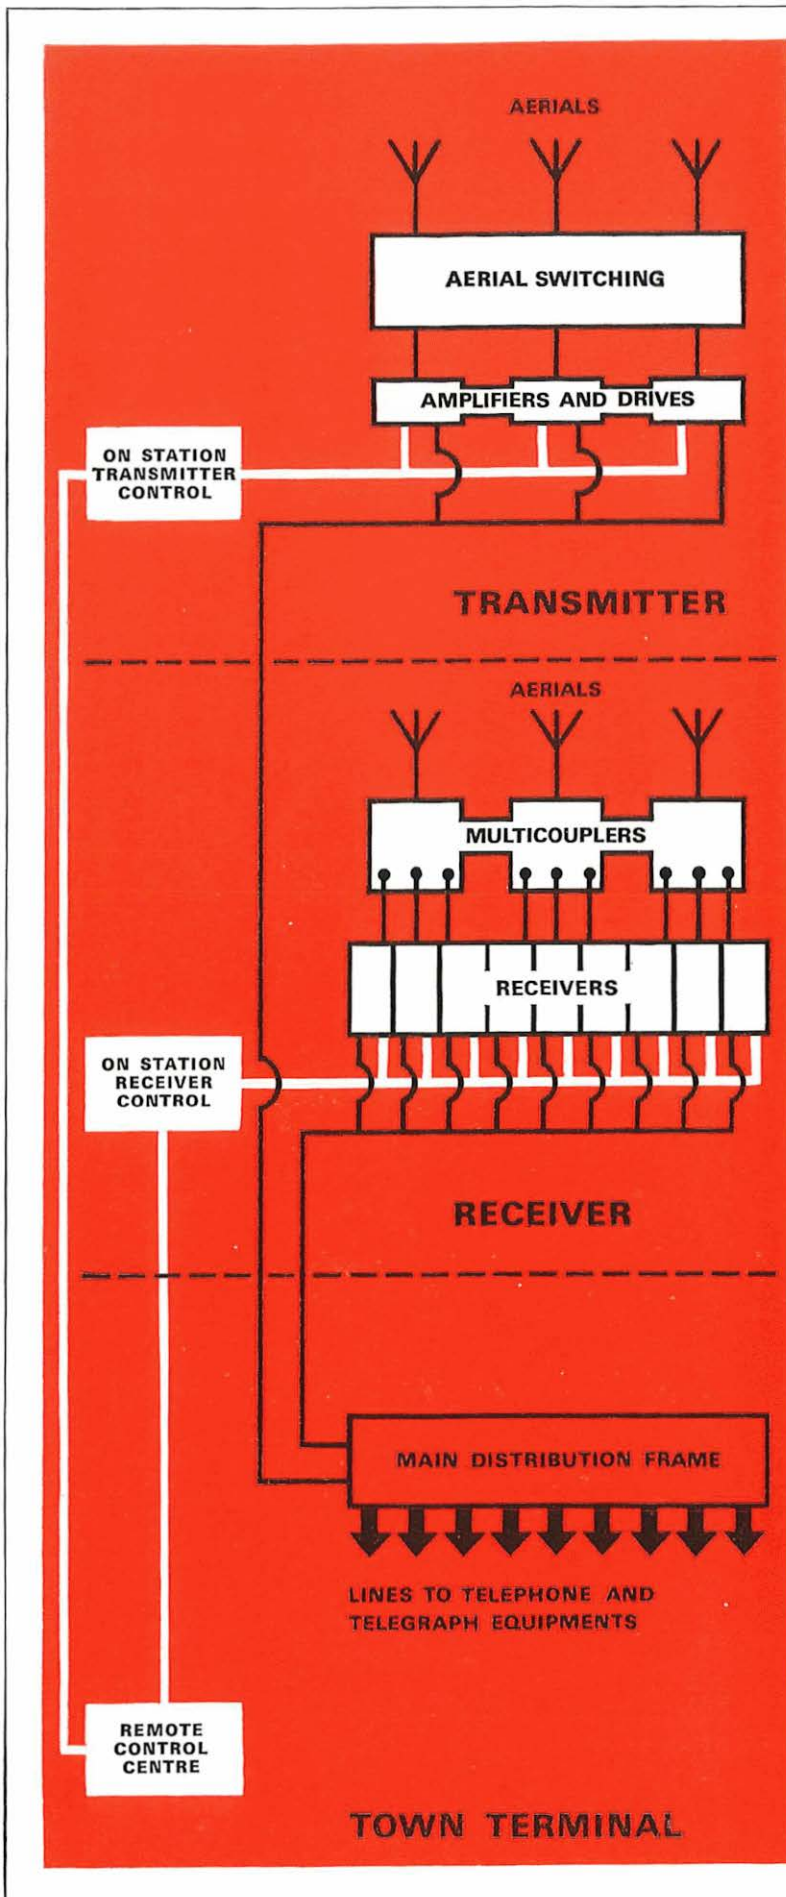 AERIALS
AERIAL SWITCHING
AMPLIFIERS AND DRIVES
ON STATION
TRANSMITTER
CONTROL
TRANSMITTER
AERIALS
MULTICOUPLERS
RECEIVERS
ON STATION
RECEIVER
CONTROL
RECEIVER
MAIN DISTRIBUTION FRAME
LINES TO TELEPHONE AND
TELEGRAPH EQUIPMENTS
REMOTE
CONTROL
CENTRE
TOWN TERMINAL